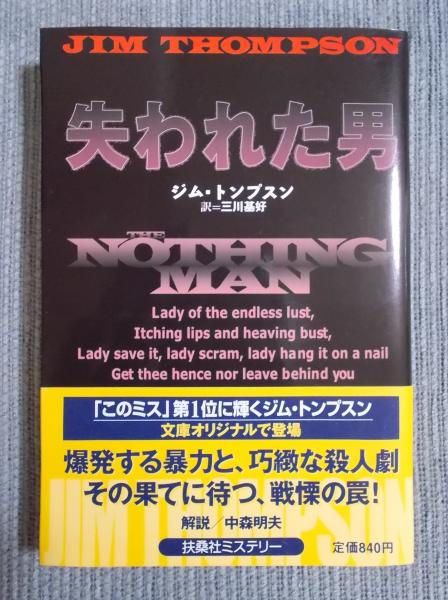 JIM THOMPSON
失われた男
ジム・トンプスン
訳=三川基好
THE
NOTHING
MAN
Lady of the endless lust,
Itching lips and heaving bust,
Lady save it, lady scram, lady hang it on a nail
Get thee hence nor leave behind you
「このミス」第1位に輝くジム・トンプスン
文庫オリジナルで登場
爆発する暴力と、巧緻な殺人劇
その果てに待つ、戦慄の罠!
JIM THOMPSON
解説/中森明夫
扶桑社ミステリー 定価840円